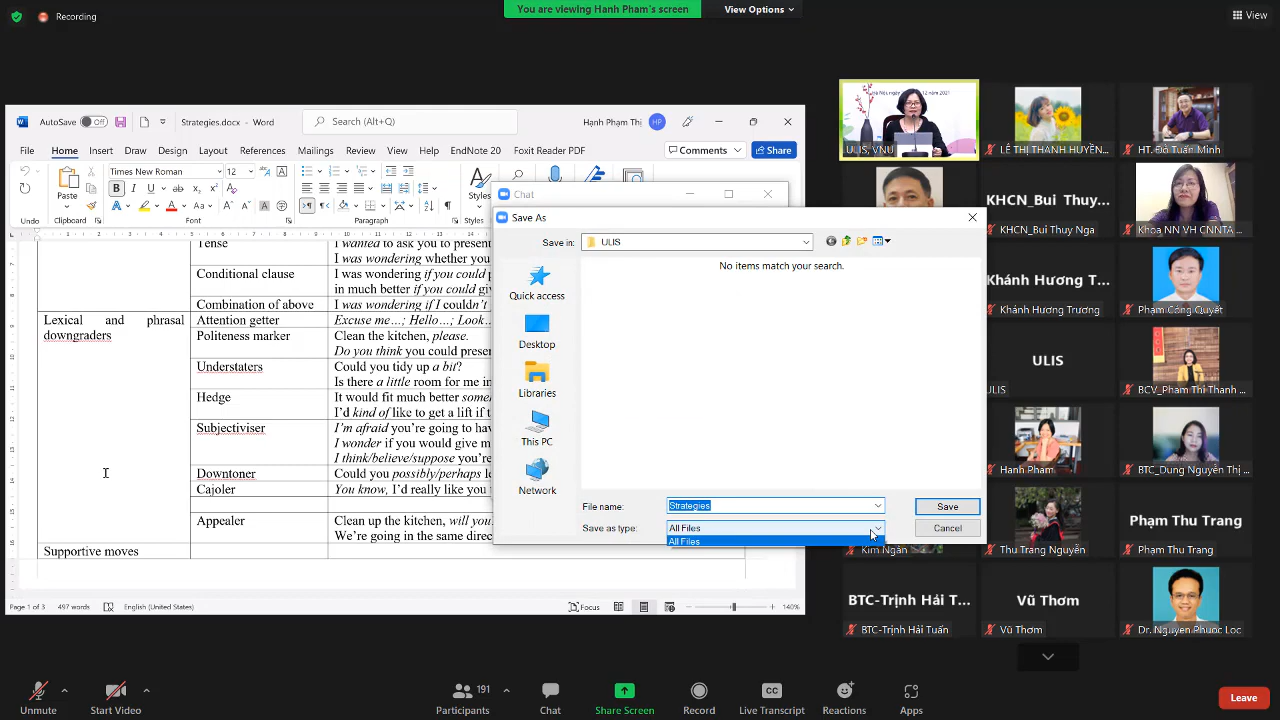 Recording
You are viewing Hanh Pham's screen
View Options
View
AutoSave
Off
Strategies.docx - Word
Search (Alt+Q)
Hạnh Phạm Thị
HP
File
Home
Insert
Draw
Design
Layout
References
Mailings
Review
View
Help
EndNote 20
Foxit Reader PDF
Comments
Share
Times New Roman
12
Paste
Undo
Clipboard
Font
Paragraph
Styles
Styles
Tense
I wanted to ask you to present
I was wondering whether you
Conditional clause
I was wondering if you could
in much better if you could
Combination of above
I was wondering if I couldn't
Lexical and phrasal
downgraders
Attention getter
Excuse me…; Hello…; Look…
Politeness marker
Clean the kitchen, please.
Do you think you could presen
Understaters
Could you tidy up a bit?
Is there a little room for me in
Hedge
It would fit much better some
I'd kind of like to get a lift if
Subjectiviser
I'm afraid you're going to hav
I wonder if you would give me
I think/believe/suppose you're
Downtoner
Could you possibly/perhaps
Cajoler
You know, I'd really like you
Appealer
Clean up the kitchen, will you
We're going in the same direc
Supportive moves
Page 1 of 3
497 words
English (United States)
Focus
140%
Chat
Save As
Save in:
ULIS
No items match your search.
Quick access
Desktop
Libraries
This PC
Network
File name:
Strategies
Save
Save as type:
All Files
Cancel
All Files
Hà Nội, ngày
12 năm 2021
ULIS, VNU
LÊ THỊ THANH HUYỀN...
HT. Đỗ Tuấn Minh
KHCN_Bui Thuy...
KHCN_Bui Thuy Nga
Khoa NN VH CNNTA ...
Khánh Hương T...
Khánh Hương Trương
Phạm Công Quyết
ULIS
ULIS
BCV_Pham Thi Thanh ...
Hanh Pham
BTC_Dung Nguyễn Thị ...
Kim Ngân
Thu Trang Nguyễn
Phạm Thu Trang
Phạm Thu Trang
BTC-Trịnh Hải T...
BTC-Trịnh Hải Tuấn
Vũ Thơm
Vũ Thơm
Dr. Nguyen Phuoc Loc
Unmute
Start Video
191
Participants
Chat
Share Screen
Record
CC
Live Transcript
Reactions
Apps
Leave